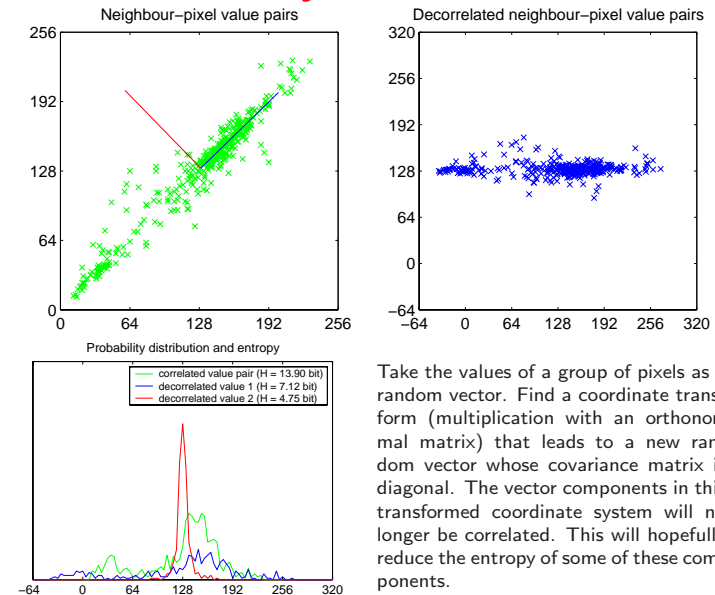 Neighbour−pixel value pairs
256
192
128
64
0
0 64 128 192 256
Decorrelated neighbour−pixel value pairs
320
256
192
128
64
0
−64
−64 0 64 128 192 256 320
Probability distribution and entropy
correlated value pair (H = 13.90 bit)
decorrelated value 1 (H = 7.12 bit)
decorrelated value 2 (H = 4.75 bit)
−64 0 64 128 192 256 320
Take the values of a group of pixels as
random vector. Find a coordinate trans
form (multiplication with an orthonor
mal matrix) that leads to a new ran
dom vector whose covariance matrix i
diagonal. The vector components in thi
transformed coordinate system will n
longer be correlated. This will hopefull
reduce the entropy of some of these com
ponents.